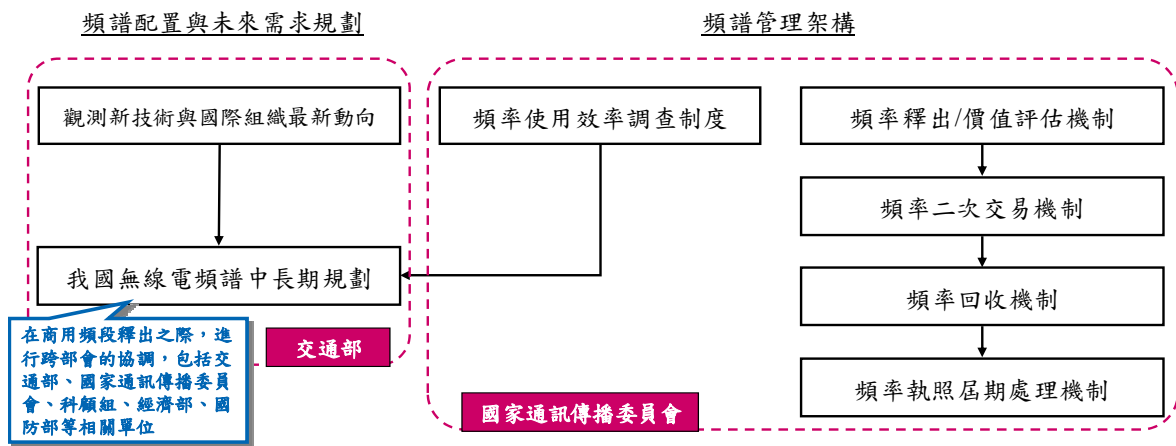 頻譜配置與未來需求規劃
頻譜管理架構
觀測新技術與國際組織最新動向
頻率使用效率調查制度
頻率釋出/價值評估機制
頻率二次交易機制
我國無線電頻譜中長期規劃
頻率回收機制
在商用頻段釋出之際，進
行跨部會的協調，包括交
通部、國家通訊傳播委員
會、科顧組、經濟部、國
防部等相關單位
交通部
頻率執照屆期處理機制
國家通訊傳播委員會